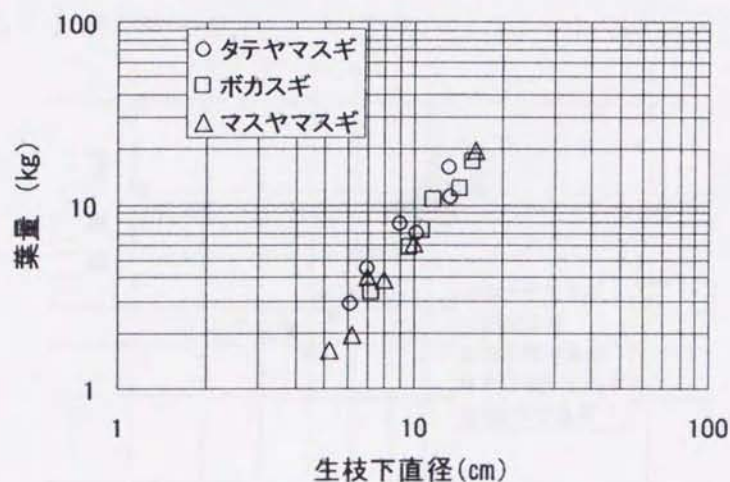 100
○ タテヤマスギ
□ ボカスギ
△ マスヤマスギ
10
1
葉量 (kg)
1
10
100
生枝下直径(cm)